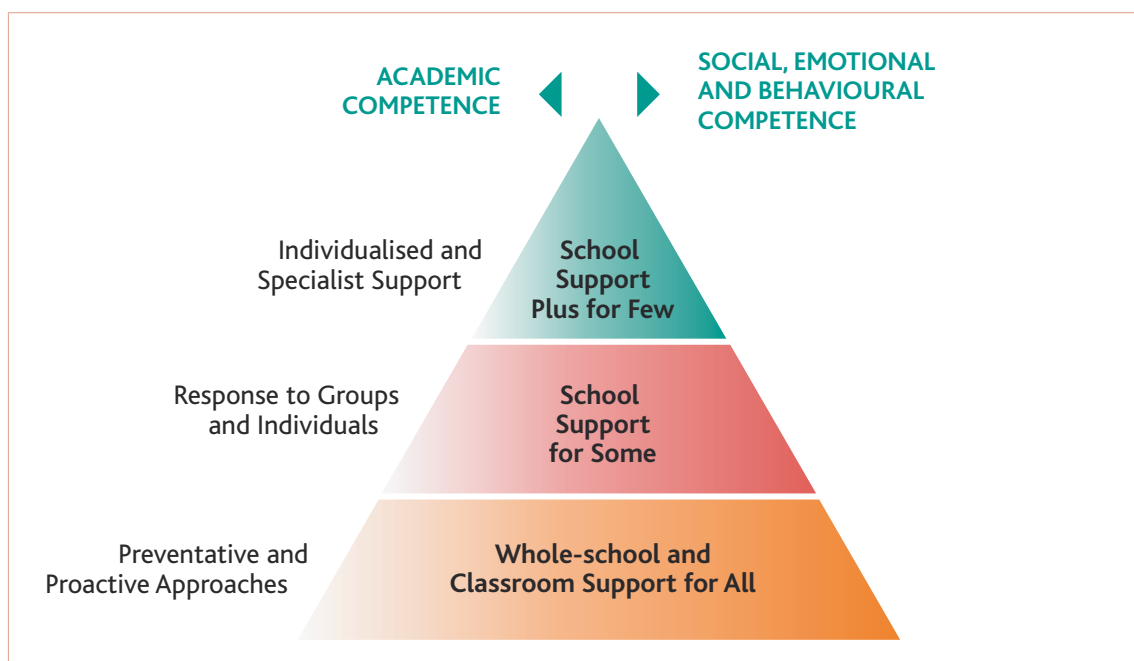 ACADEMIC
COMPETENCE
SOCIAL, EMOTIONAL
AND BEHAVIOURAL
COMPETENCE
Individualised and
Specialist Support
School
Support
Plus for Few
Response to Groups
and Individuals
School
Support
for Some
Preventative and
Proactive Approaches
Whole-school and
Classroom Support for All